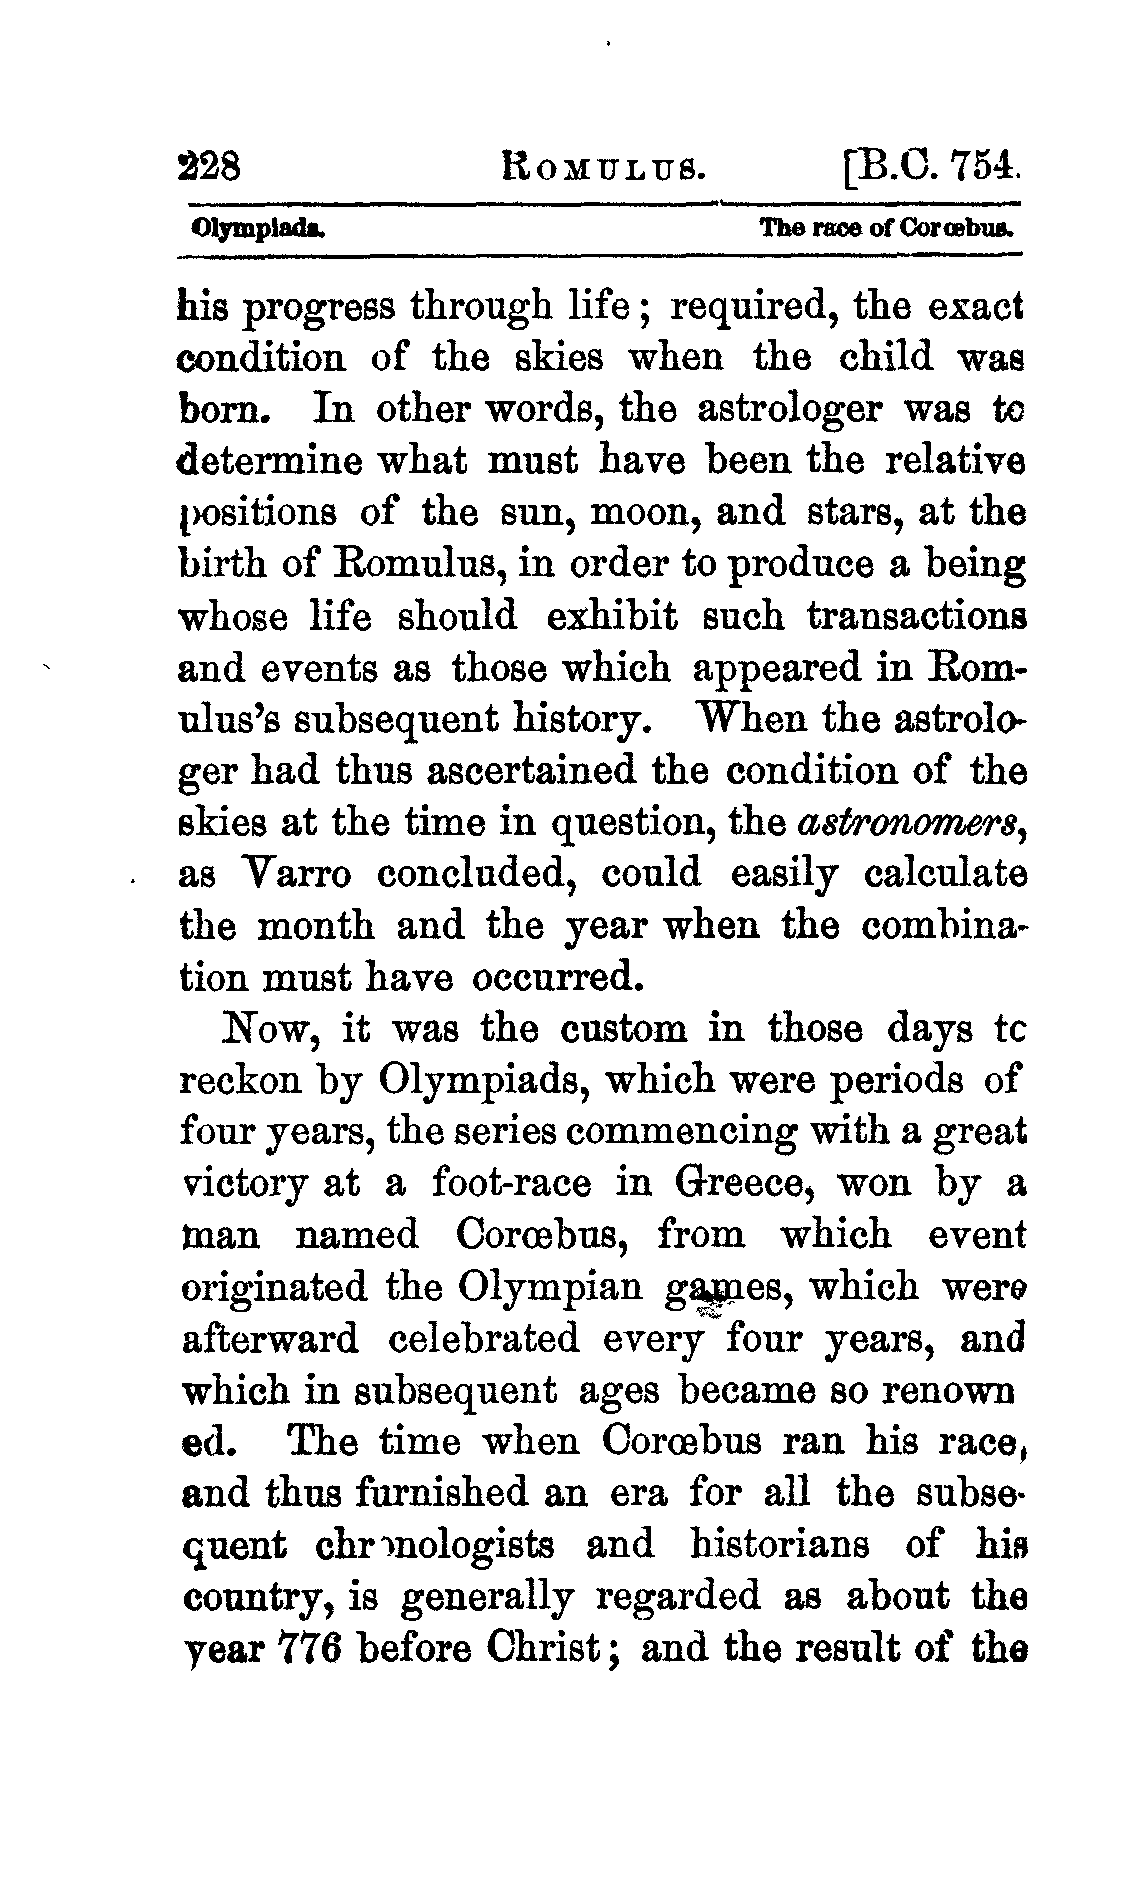 228 ROMULUS. [B.C. 754.
Olympiads. The race of Corœbus.
his progress through life; required, the exact
condition of the skies when the child was
born. In other words, the astrologer was to
determine what must have been the relative
positions of the sun, moon, and stars, at the
birth of Romulus, in order to produce a being
whose life should exhibit such transactions
and events as those which appeared in Rom-
ulus's subsequent history. When the astrolo-
ger had thus ascertained the condition of the
skies at the time in question, the astronomers,
as Varro concluded, could easily calculate
the month and the year when the combina-
tion must have occurred.
Now, it was the custom in those days to
reckon by Olympiads, which were periods of
four years, the series commencing with a great
victory at a foot-race in Greece, won by a
man named Corœbus, from which event
originated the Olympian games, which were
afterward celebrated every four years, and
which in subsequent ages became so renown
ed. The time when Corœbus ran his race,
and thus furnished an era for all the subse-
quent chronologists and historians of his
country, is generally regarded as about the
year 776 before Christ; and the result of the